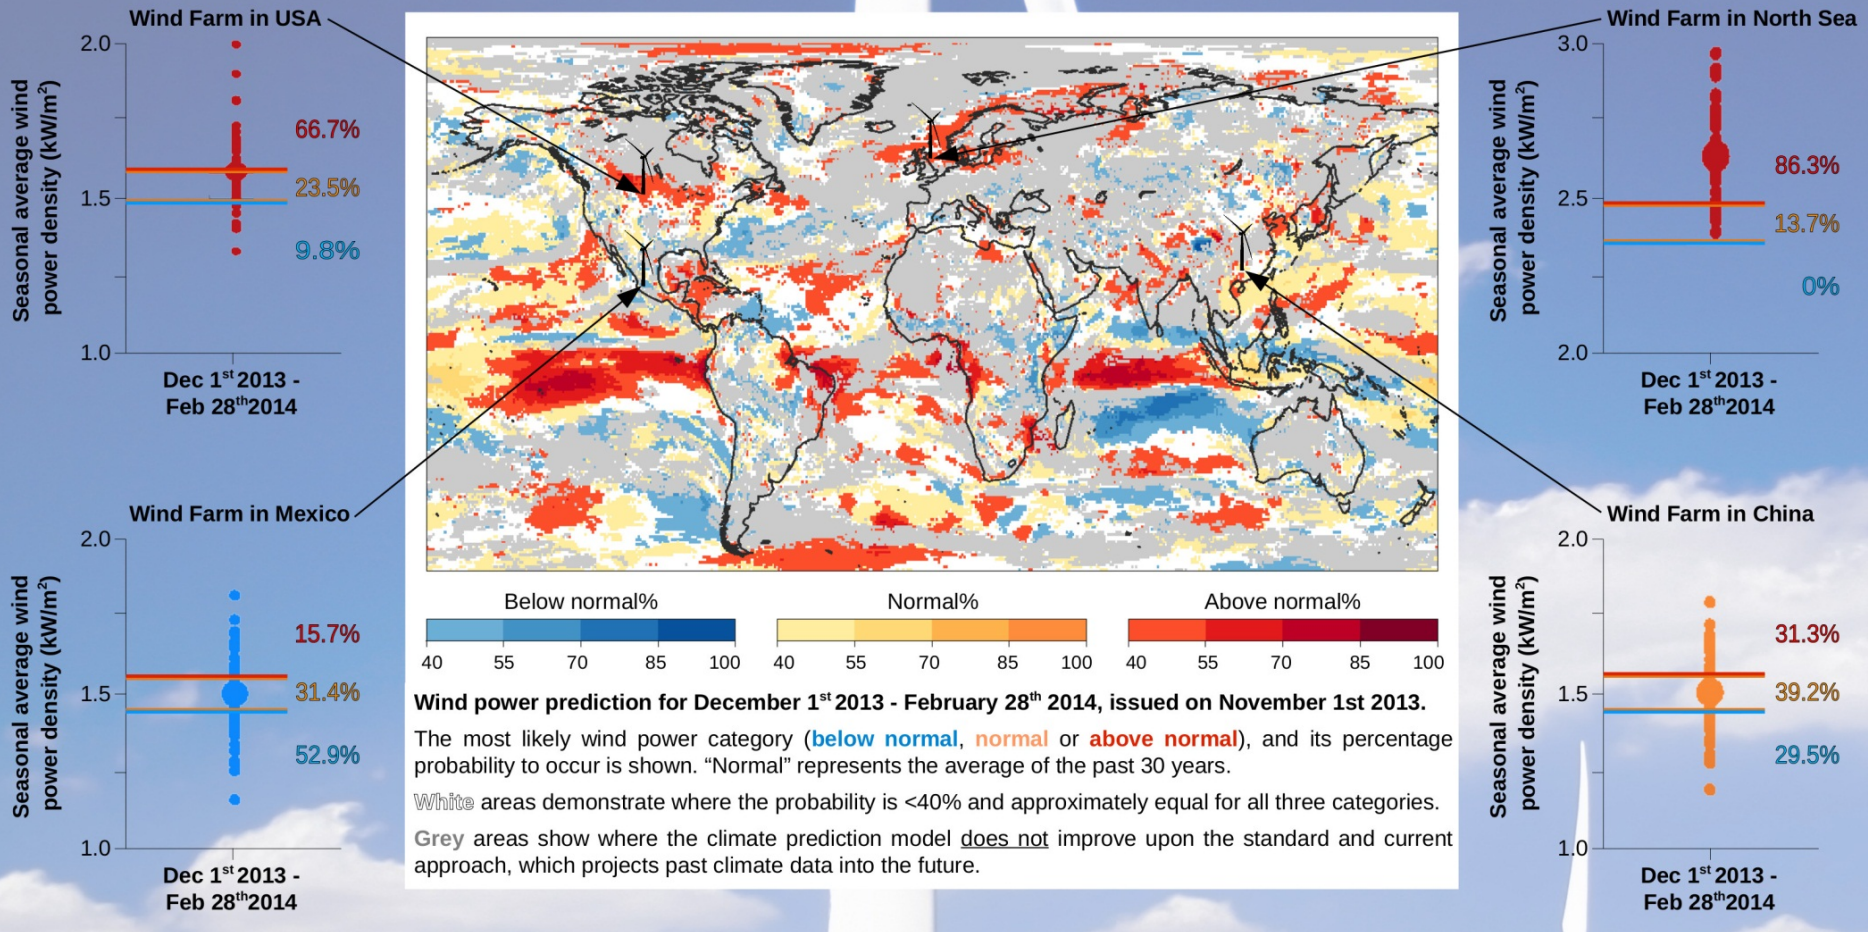 Wind Farm in USA
2.0
1.5
1.0
Seasonal average wind
power density (kW/m²)
66.7%
23.5%
9.8%
Dec 1st 2013 -
Feb 28th2014
Wind Farm in Mexico
2.0
1.5
1.0
Seasonal average wind
power density (kW/m²)
15.7%
31.4%
52.9%
Dec 1st 2013 -
Feb 28th2014
Below normal%
40 55 70 85 100
Normal%
40 55 70 85 100
Above normal%
40 55 70 85 100
Wind power prediction for December 1st 2013 - February 28th 2014, issued on November 1st 2013.
The most likely wind power category (below normal, normal or above normal), and its percentage
probability to occur is shown. “Normal” represents the average of the past 30 years.
White areas demonstrate where the probability is <40% and approximately equal for all three categories.
Grey areas show where the climate prediction model does not improve upon the standard and current
approach, which projects past climate data into the future.
Wind Farm in North Sea
3.0
2.5
2.0
Seasonal average wind
power density (kW/m²)
86.3%
13.7%
0%
Dec 1st 2013 -
Feb 28th2014
Wind Farm in China
2.0
1.5
1.0
Seasonal average wind
power density (kW/m²)
31.3%
39.2%
29.5%
Dec 1st 2013 -
Feb 28th2014